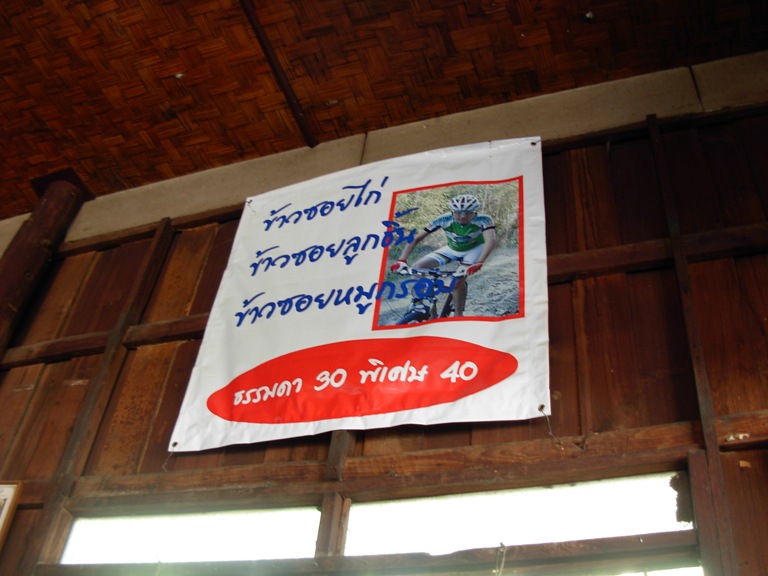 ข้าวซอยไก่
ข้าวซอยลูกชิ้น
ข้าวซอยหมูกรอบ
ธรรมดา 30 พิเศษ 40